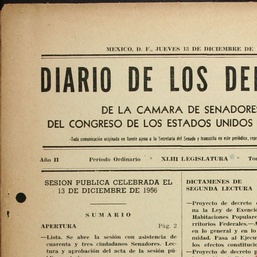 MEXICO, D. F., JUEVES 13 DE DICIEMBRE DE
DIARIO DE LOS DE
DE LA CAMARA DE SENADORE
DEL CONGRESO DE LOS ESTADOS UNIDOS
Año II Período Ordinario XLIII LEGISLATURA To
SESION PUBLICA CELEBRADA EL
13 DE DICIEMBRE DE 1956
SUMARIO
APERTURA Pág. 2
—Lista. Se abre la sesión con asistencia de
cuarenta y tres ciudadanos Senadores. Lec-
tura y aprobación del acta de la sesión pú-
DICTAMENES DE
SEGUNDA LECTURA
—Proyecto de decreto
na la Ley de Exenci
Habitaciones Populare
rritorios Federales.—
en lo general y en lo
nidad. Pasa al Ejecu
los efectos constituci
—Proyecto de decreto